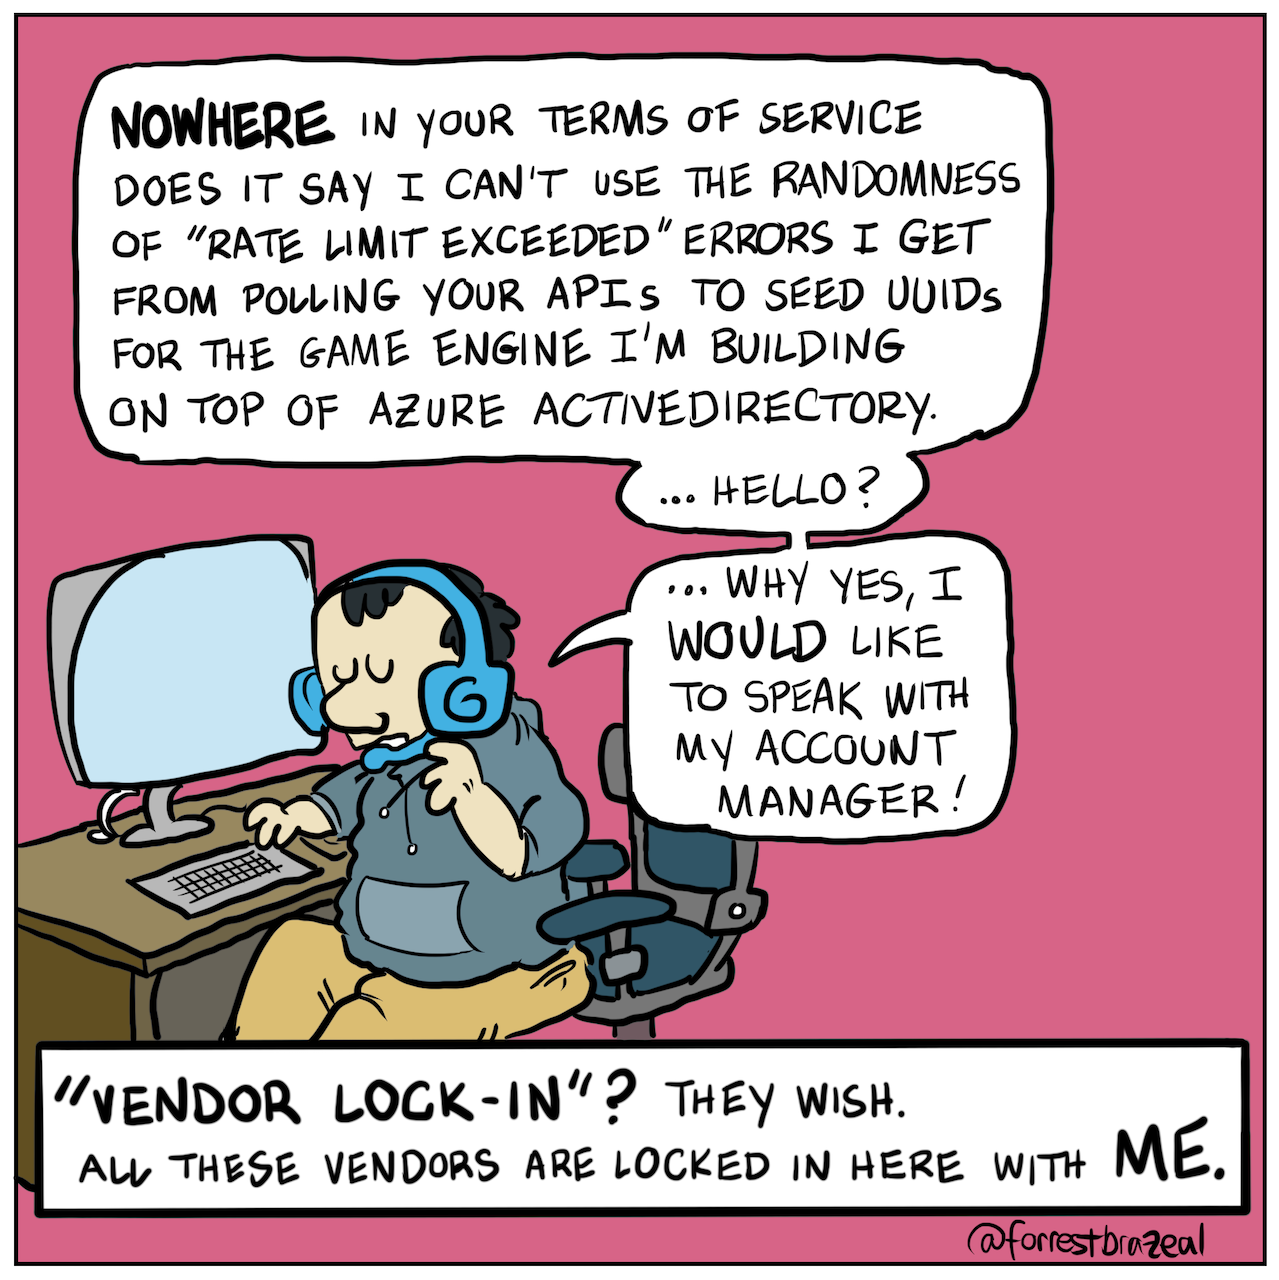 NOWHERE IN YOUR TERMS OF SERVICE
DOES IT SAY I CAN'T USE THE RANDOMNESS
OF "RATE LIMIT EXCEEDED" ERRORS I GET
FROM POLLING YOUR APIs TO SEED UUIDs
FOR THE GAME ENGINE I'M BUILDING
ON TOP OF AZURE ACTIVEDIRECTORY.
... HELLO?
... WHY YES, I
WOULD LIKE
TO SPEAK WITH
MY ACCOUNT
MANAGER!
"VENDOR LOCK-IN"? THEY WISH.
ALL THESE VENDORS ARE LOCKED IN HERE WITH ME.
@forrestbrazeal